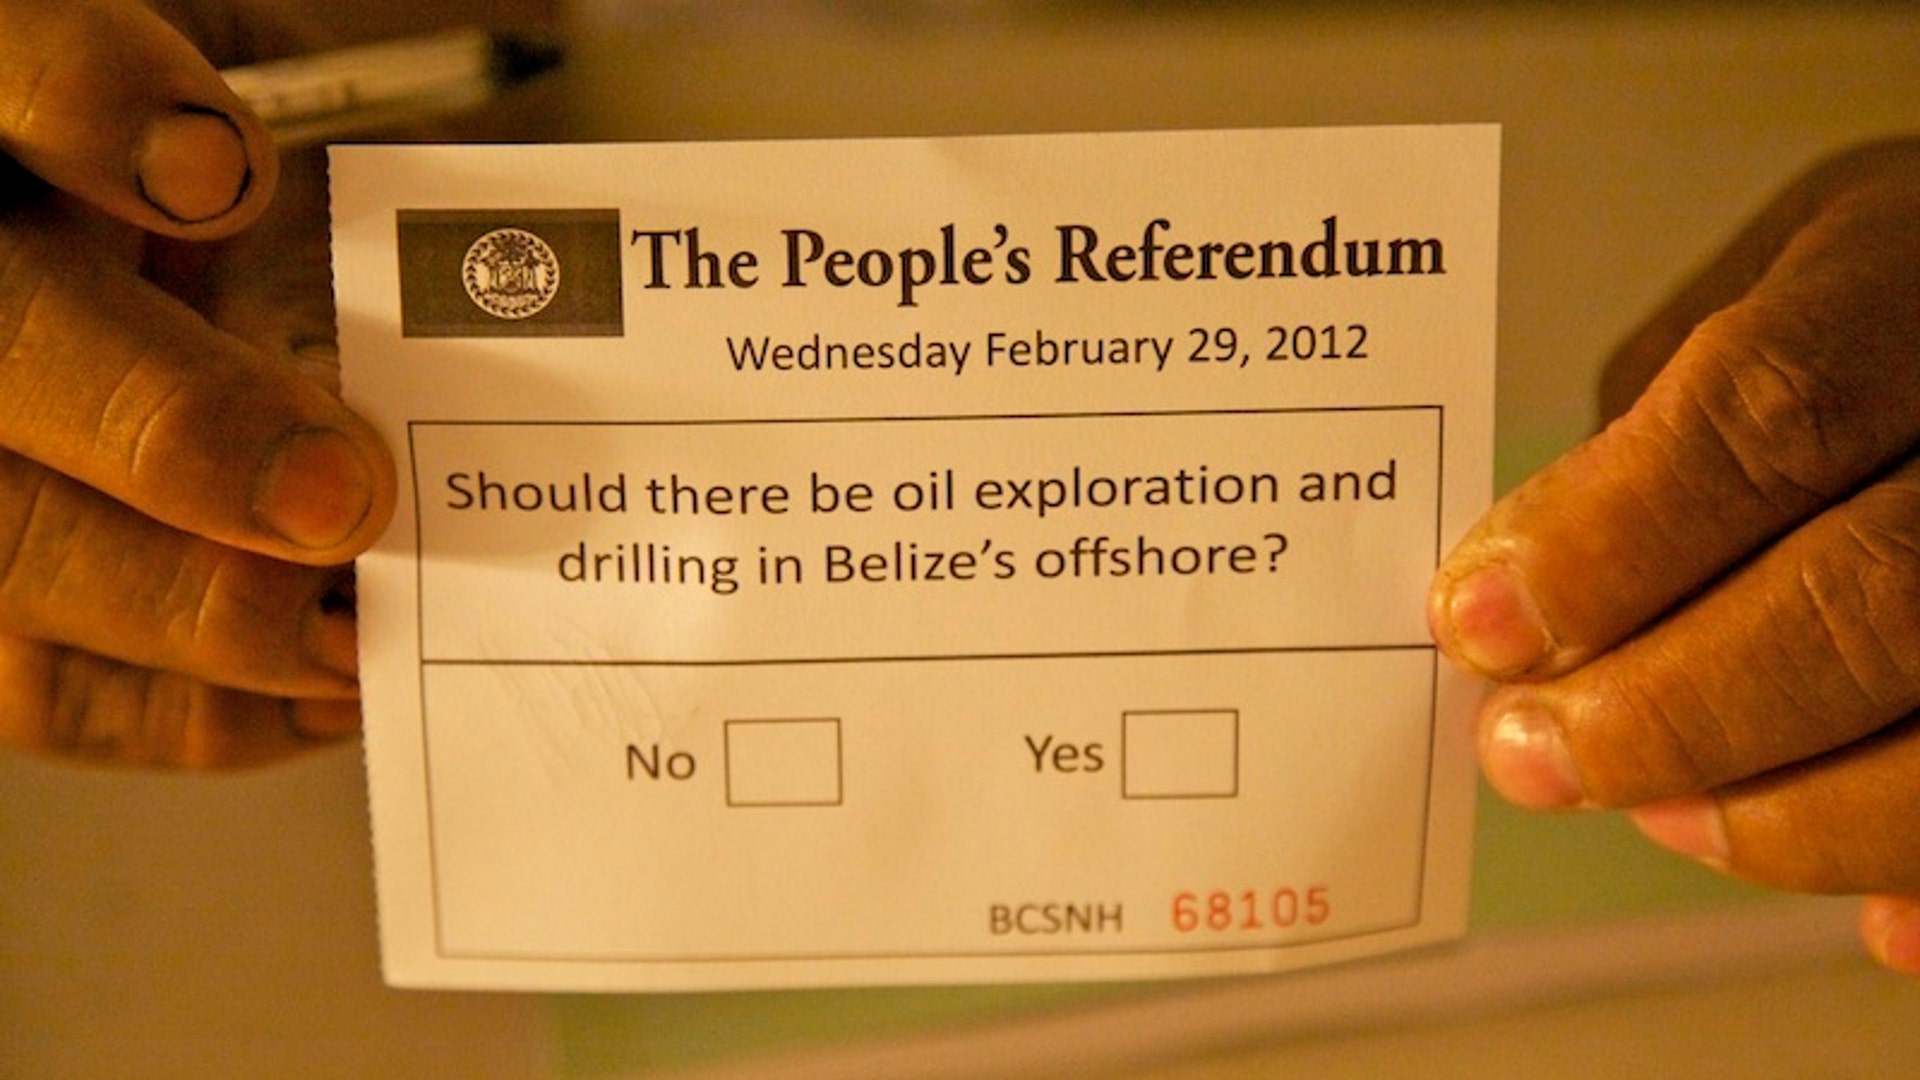 The People's Referendum
Wednesday February 29, 2012
Should there be oil exploration and
drilling in Belize's offshore?
No Yes
BCSNH 68105